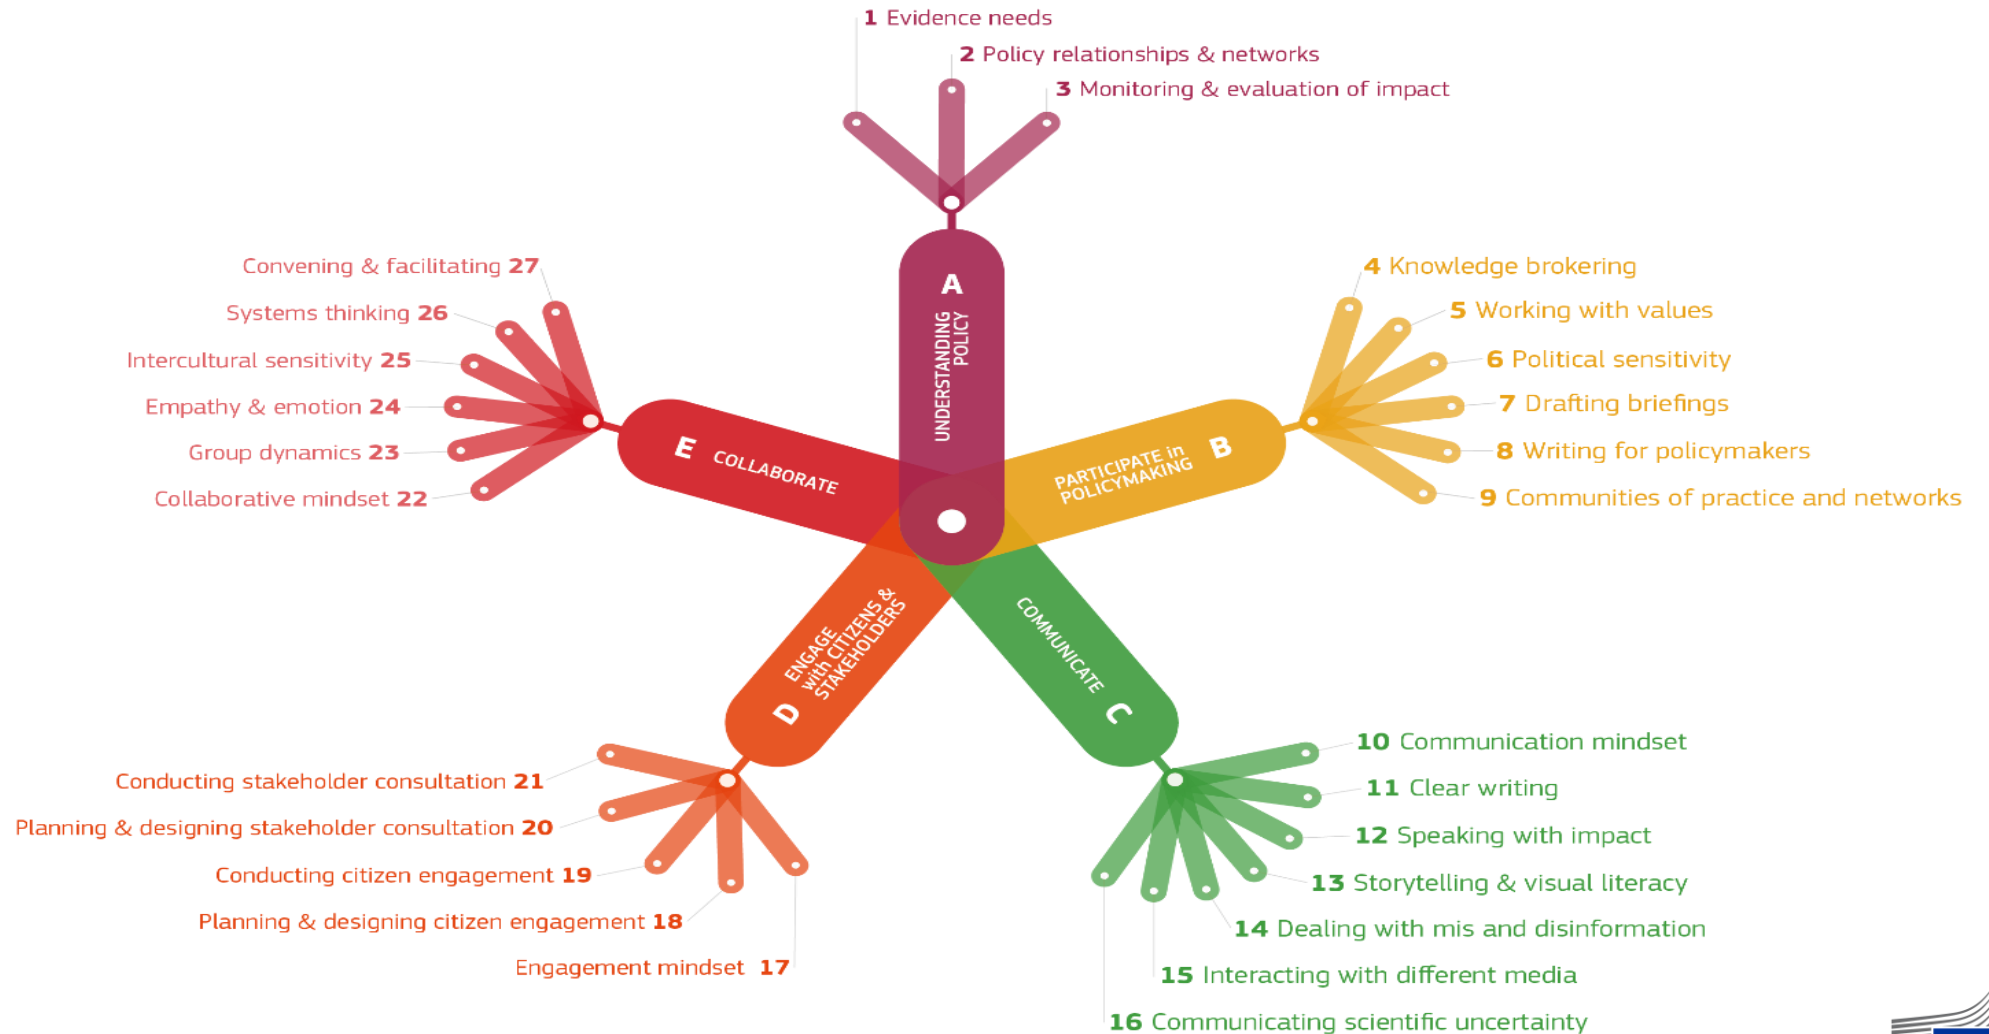 1 Evidence needs
2 Policy relationships & networks
3 Monitoring & evaluation of impact
A
UNDERSTANDING
POLICY
4 Knowledge brokering
5 Working with values
6 Political sensitivity
7 Drafting briefings
8 Writing for policymakers
9 Communities of practice and networks
B
PARTICIPATE in
POLICYMAKING
10 Communication mindset
11 Clear writing
12 Speaking with impact
13 Storytelling & visual literacy
14 Dealing with mis and disinformation
15 Interacting with different media
16 Communicating scientific uncertainty
COMMUNICATE
C
ENGAGE
with CITIZENS &
STAKEHOLDERS
D
Conducting stakeholder consultation 21
Planning & designing stakeholder consultation 20
Conducting citizen engagement 19
Planning & designing citizen engagement 18
Engagement mindset 17
E
COLLABORATE
Convening & facilitating 27
Systems thinking 26
Intercultural sensitivity 25
Empathy & emotion 24
Group dynamics 23
Collaborative mindset 22